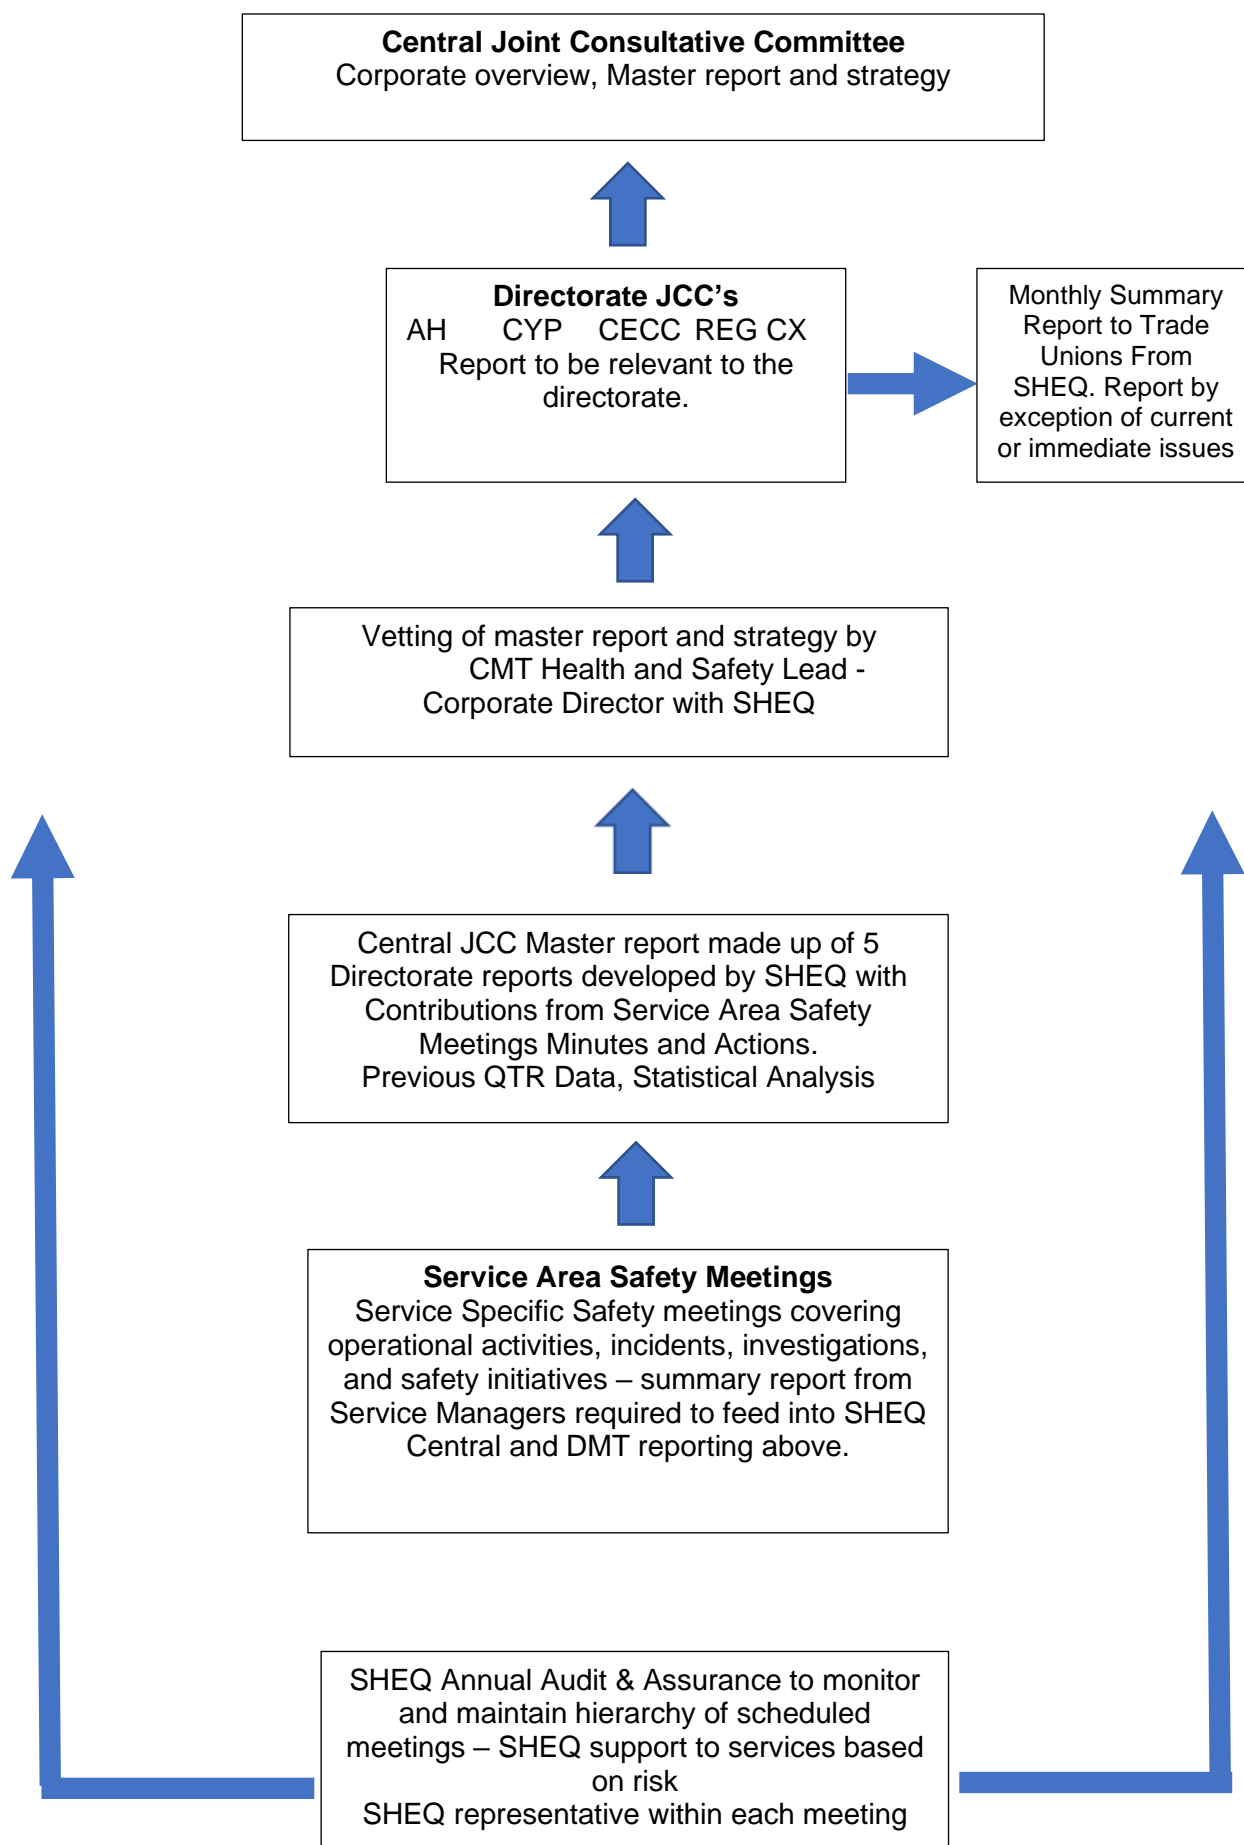 Central Joint Consultative Committee
Corporate overview, Master report and strategy
Directorate JCC’s
AH CYP CECC REG CX
Report to be relevant to the
directorate.
Monthly Summary
Report to Trade
Unions From
SHEQ. Report by
exception of current
or immediate issues
Vetting of master report and strategy by
CMT Health and Safety Lead -
Corporate Director with SHEQ
Central JCC Master report made up of 5
Directorate reports developed by SHEQ with
Contributions from Service Area Safety
Meetings Minutes and Actions.
Previous QTR Data, Statistical Analysis
Service Area Safety Meetings
Service Specific Safety meetings covering
operational activities, incidents, investigations,
and safety initiatives – summary report from
Service Managers required to feed into SHEQ
Central and DMT reporting above.
SHEQ Annual Audit & Assurance to monitor
and maintain hierarchy of scheduled
meetings – SHEQ support to services based
on risk
SHEQ representative within each meeting